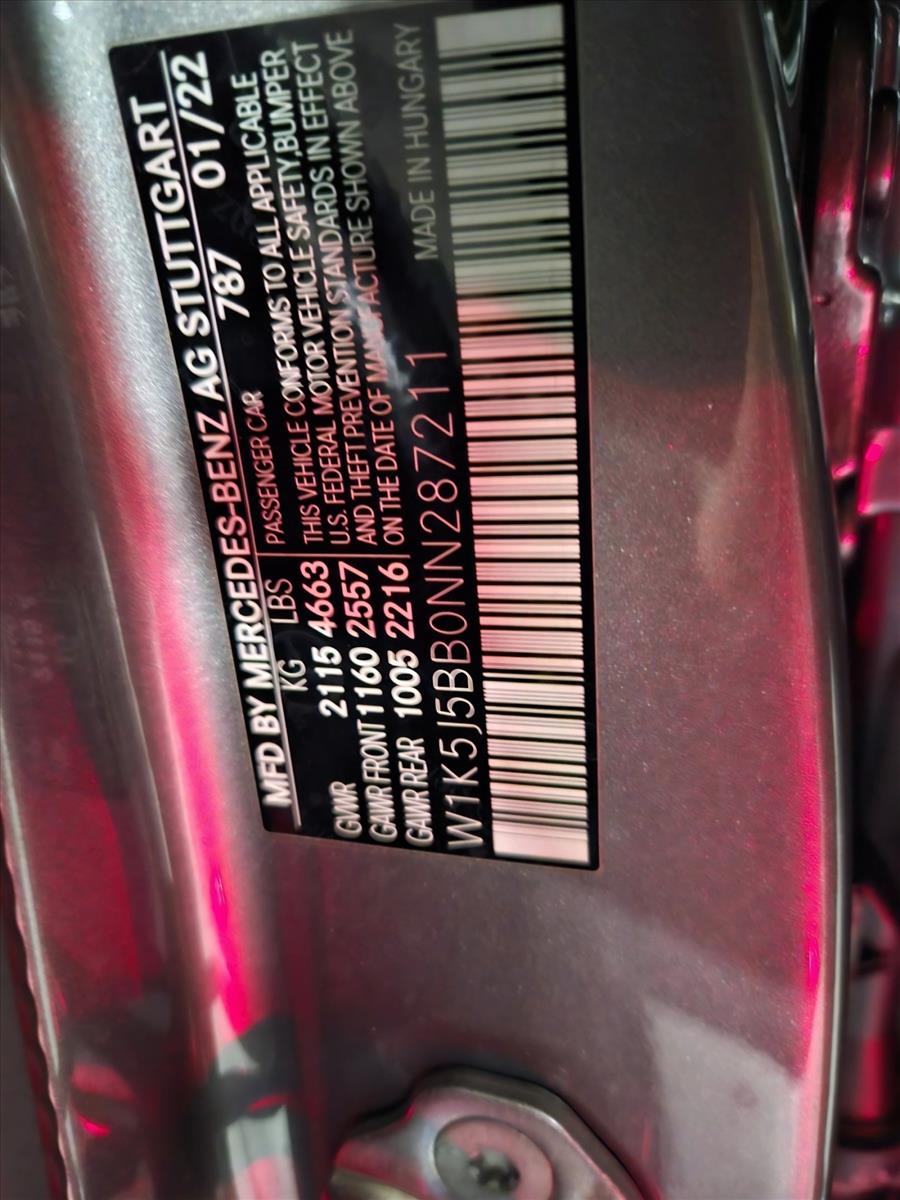 MFD BY MERCEDES-BENZ AG STUTTGART
KG LBS 787 01/22
PASSENGER CAR
GVWR 2115 4663
GAWR FRONT 1160 2557
GAWR REAR 1005 2216
THIS VEHICLE CONFORMS TO ALL APPLICABLE
U.S. FEDERAL MOTOR VEHICLE SAFETY,BUMPER
AND THEFT PREVENTION STANDARDS IN EFFECT
ON THE DATE OF MANUFACTURE SHOWN ABOVE
MADE IN HUNGARY
W1K5J5BB0NN287211